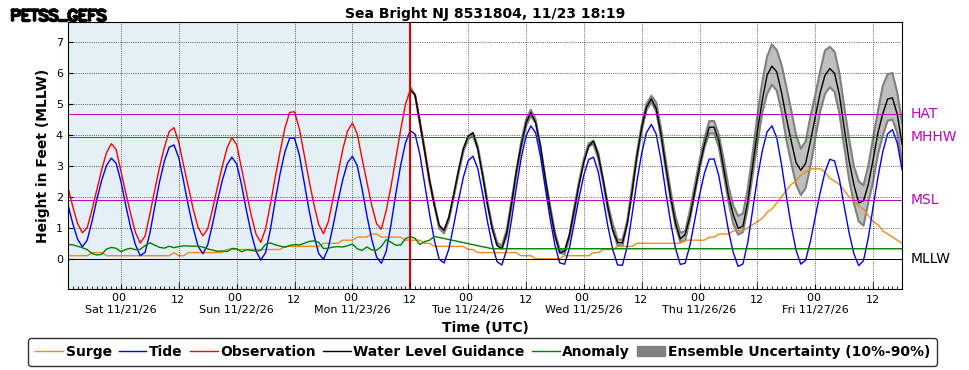 PETSS_GEFS
Sea Bright NJ 8531804, 11/23 18:19
Height in Feet (MLLW)
7
6
5
4
3
2
1
0
HAT
MHHW
MSL
MLLW
00 12 00 12 00 12 00 12 00 12 00 12 00 12
Sat 11/21/26 Sun 11/22/26 Mon 11/23/26 Tue 11/24/26 Wed 11/25/26 Thu 11/26/26 Fri 11/27/26
Time (UTC)
Surge Tide Observation Water Level Guidance Anomaly Ensemble Uncertainty (10%-90%)